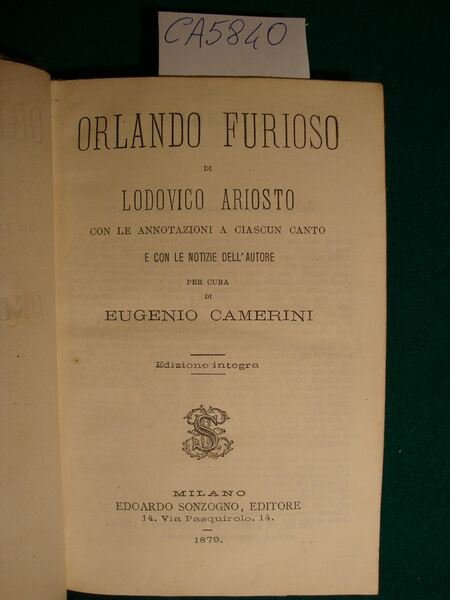 CA5840
ORLANDO FURIOSO
DI
LODOVICO ARIOSTO
CON LE ANNOTAZIONI A CIASCUN CANTO
E CON LE NOTIZIE DELL'AUTORE
PER CURA
DI
EUGENIO CAMERINI
Edizione integra
S
MILANO
EDOARDO SONZOGNO, EDITORE
14. Via Pasquirolo. 14.
1879.